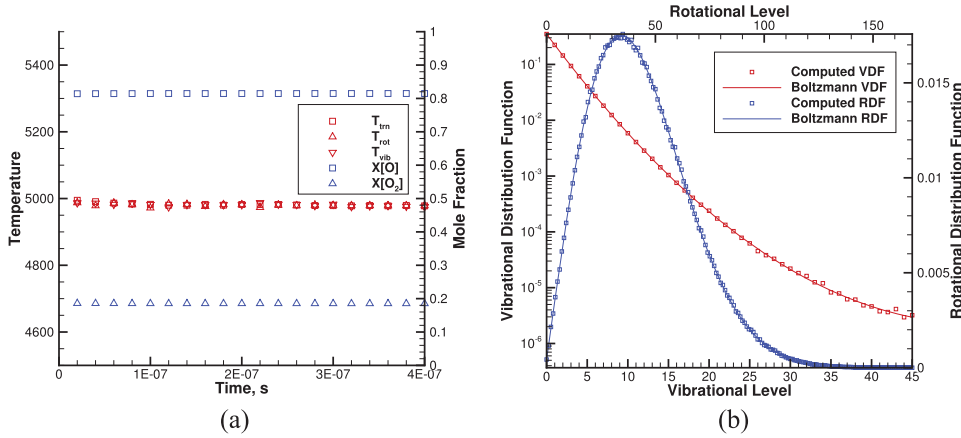 Rotational Level
0 50 100 150
5400
5200
5000
4800
4600
Temperature
1
0.9
0.8
0.7
0.6
0.5
0.4
0.3
0.2
0.1
0
Mole Fraction
T_trn
T_rot
T_vib
X[O]
X[O_2]
0 1E-07 2E-07 3E-07 4E-07
Time, s
(a)
10^-1
10^-2
10^-3
10^-4
10^-5
10^-6
Vibrational Distribution Function
Computed VDF
Boltzmann VDF
Computed RDF
Boltzmann RDF
0.015
0.01
0.005
0
Rotational Distribution Function
0 5 10 15 20 25 30 35 40 45
Vibrational Level
(b)